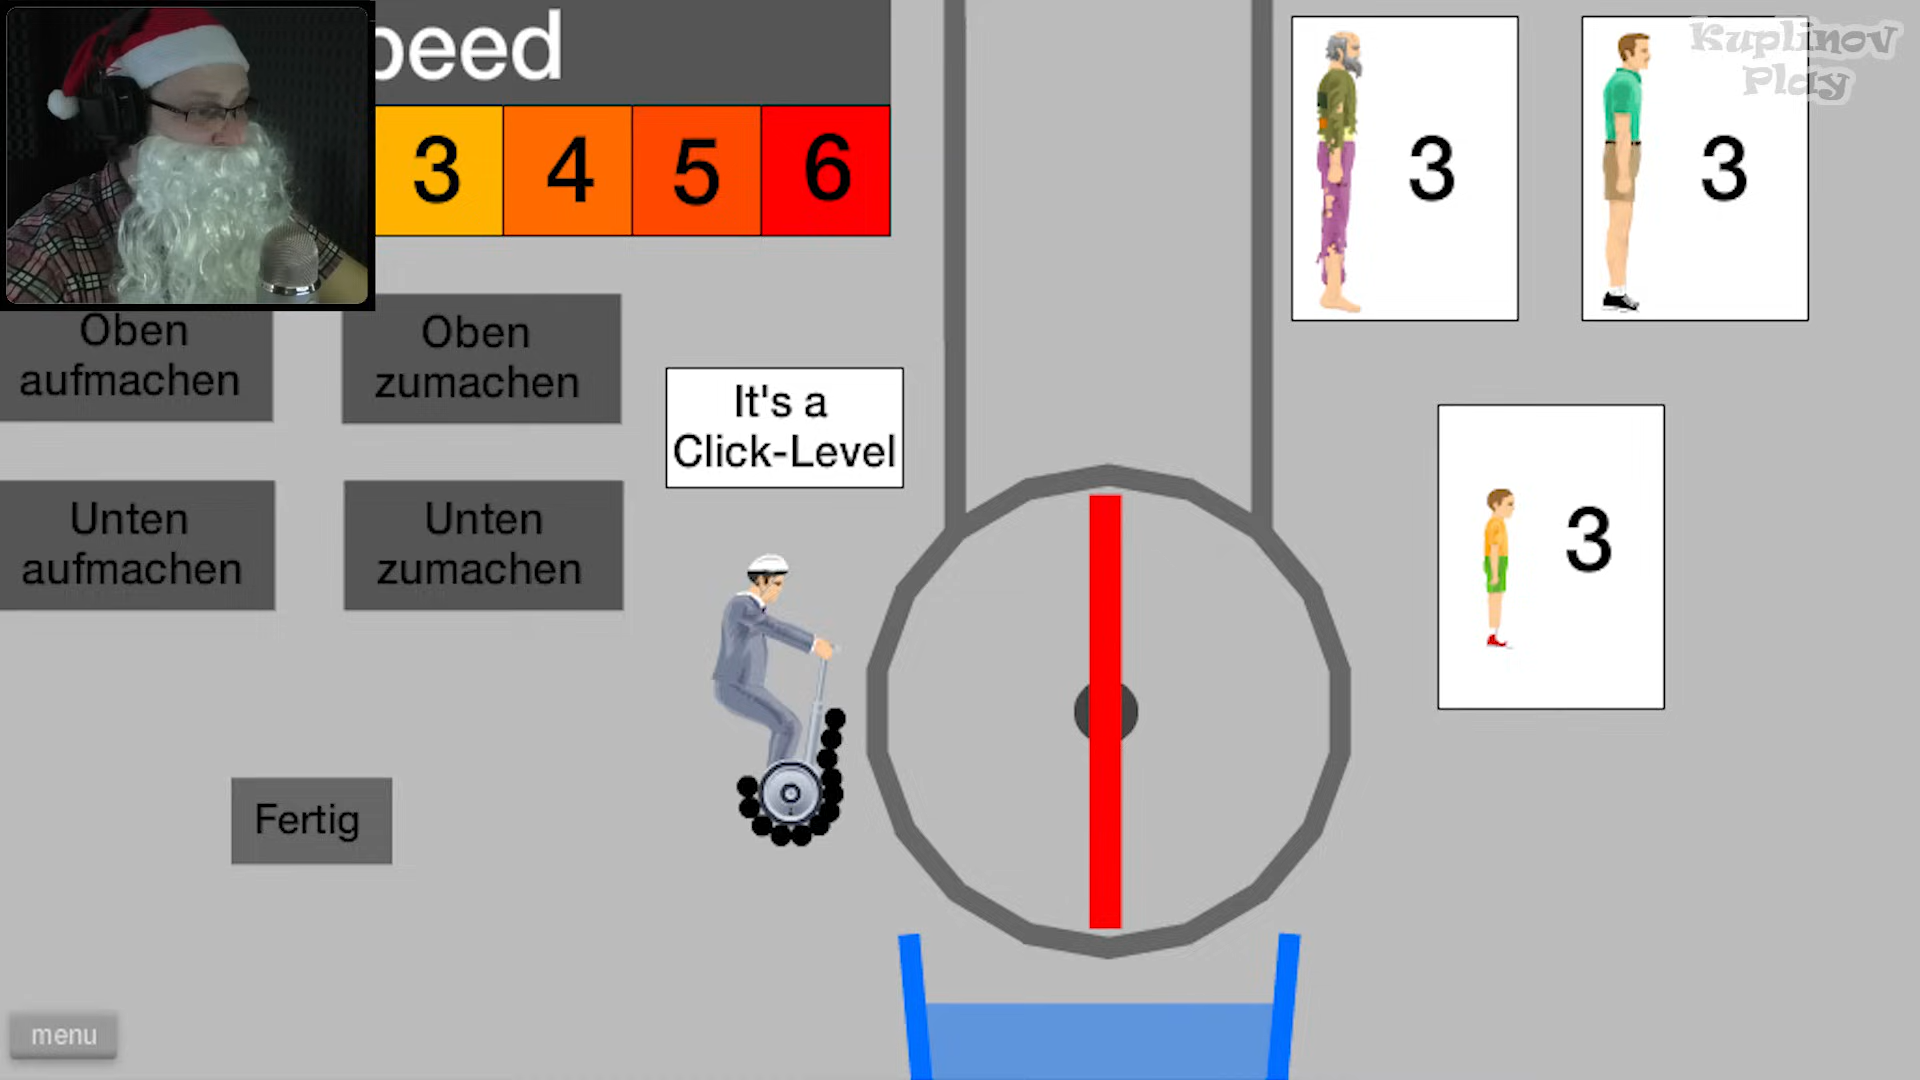 peed
3 4 5 6
3
3
Kuplinov
Play
Oben
aufmachen
Oben
zumachen
It's a
Click-Level
Unten
aufmachen
Unten
zumachen
3
Fertig
menu